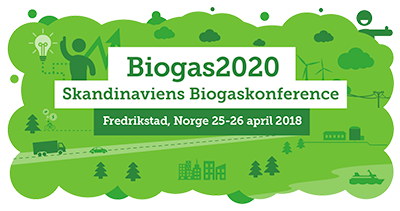 Biogas2020
Skandinaviens Biogaskonference
Fredrikstad, Norge 25-26 april 2018